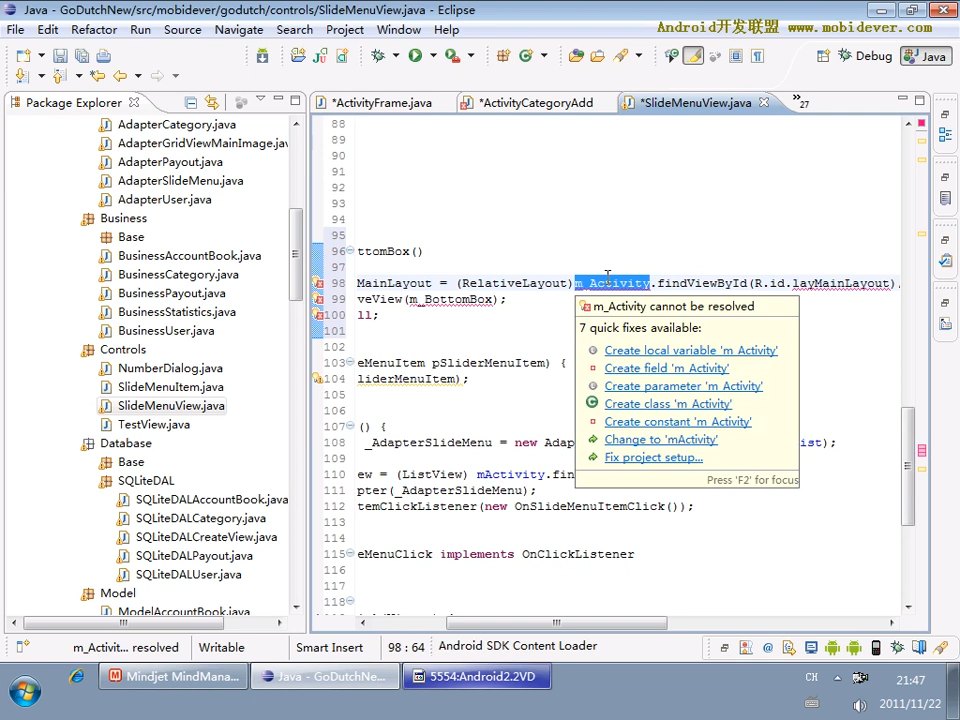 Java - GoDutchNew/src/mobidever/godutch/controls/SlideMenuView.java - Eclipse
File Edit Refactor Run Source Navigate Search Project Window Help
Android开发联盟 www.mobidever.com
Debug Java
Package Explorer
*ActivityFrame.java *ActivityCategoryAdd *SlideMenuView.java 27
AdapterCategory.java
AdapterGridViewMainImage.jav
AdapterPayout.java
AdapterSlideMenu.java
AdapterUser.java
Business
Base
BusinessAccountBook.java
BusinessCategory.java
BusinessPayout.java
BusinessStatistics.java
BusinessUser.java
Controls
NumberDialog.java
SlideMenuItem.java
SlideMenuView.java
TestView.java
Database
Base
SQLiteDAL
SQLiteDALAccountBook.java
SQLiteDALCategory.java
SQLiteDALCreateView.java
SQLiteDALPayout.java
SQLiteDALUser.java
Model
ModelAccountBook.java
88
89
90
91
92
93
94
95
96 ttomBox()
97
98 MainLayout = (RelativeLayout)m_Activity.findViewById(R.id.layMainLayout)
99 veView(m_BottomBox);
100 ll;
101
102
103 eMenuItem pSliderMenuItem) {
104 liderMenuItem);
105
106
107 () {
108 _AdapterSlideMenu = new Adap ist);
109
110 ew = (ListView) mActivity.fin
111 pter(_AdapterSlideMenu);
112 temClickListener(new OnSlideMenuItemClick());
113
114
115 eMenuClick implements OnClickListener
116
117
118
m_Activity cannot be resolved
7 quick fixes available:
Create local variable 'm_Activity'
Create field 'm_Activity'
Create parameter 'm_Activity'
Create class 'm_Activity'
Create constant 'm_Activity'
Change to 'mActivity'
Fix project setup...
Press 'F2' for focus
m_Activit... resolved Writable Smart Insert 98 : 64 Android SDK Content Loader
Mindjet MindMana... Java - GoDutchNe... 5554:Android2.2VD CH 21:47
2011/11/22